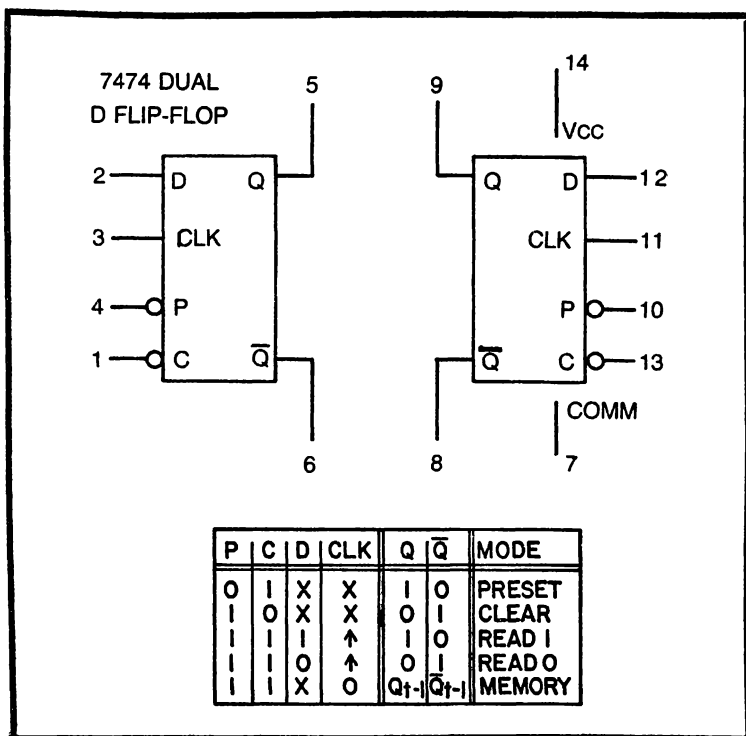 7474 DUAL
D FLIP-FLOP
5
9
14
Vcc
2
D
Q
Q
D
12
3
CLK
CLK
11
4
P
P
10
1
C
Q̅
Q̅
C
13
COMM
6
8
7
P C D CLK Q Q̅ MODE
0 1 X X 1 0 PRESET
1 0 X X 0 1 CLEAR
1 1 1 ↑ 1 0 READ 1
1 1 0 ↑ 0 1 READ 0
1 1 X 0 Qt-1 Q̅t-1 MEMORY